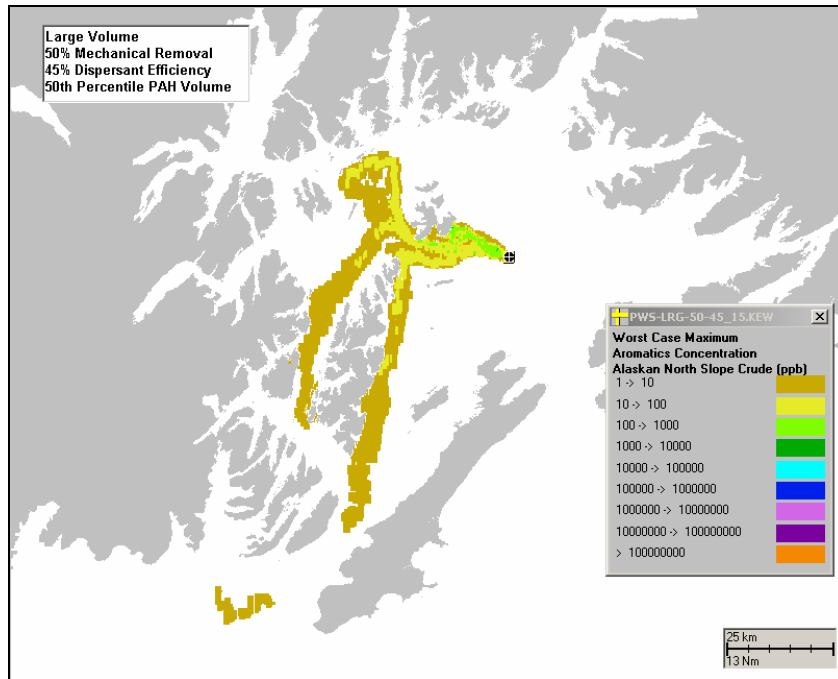 Large Volume
50% Mechanical Removal
45% Dispersant Efficiency
50th Percentile PAH Volume
PWS-LRG-50-45_15.KEW
Worst Case Maximum
Aromatics Concentration
Alaskan North Slope Crude (ppb)
1 -> 10
10 -> 100
100 -> 1000
1000 -> 10000
10000 -> 100000
100000 -> 1000000
1000000 -> 10000000
10000000 -> 100000000
> 100000000
25 km
13 Nm